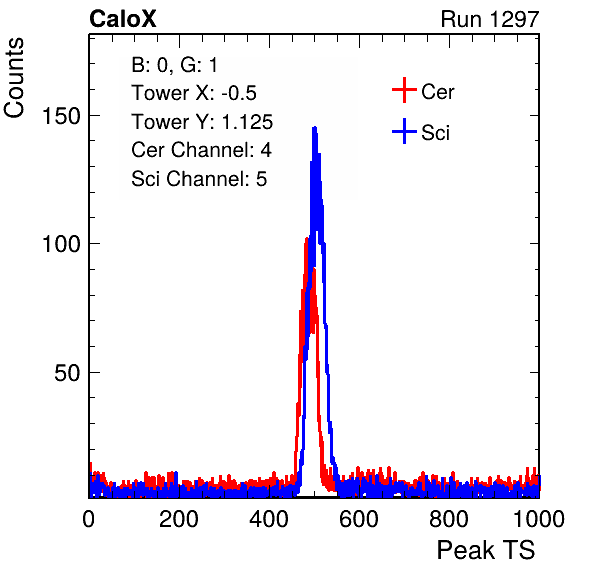 CaloX Run 1297
Counts
B: 0, G: 1
Tower X: -0.5
Tower Y: 1.125
Cer Channel: 4
Sci Channel: 5
Cer
Sci
150
100
50
0 200 400 600 800 1000
Peak TS